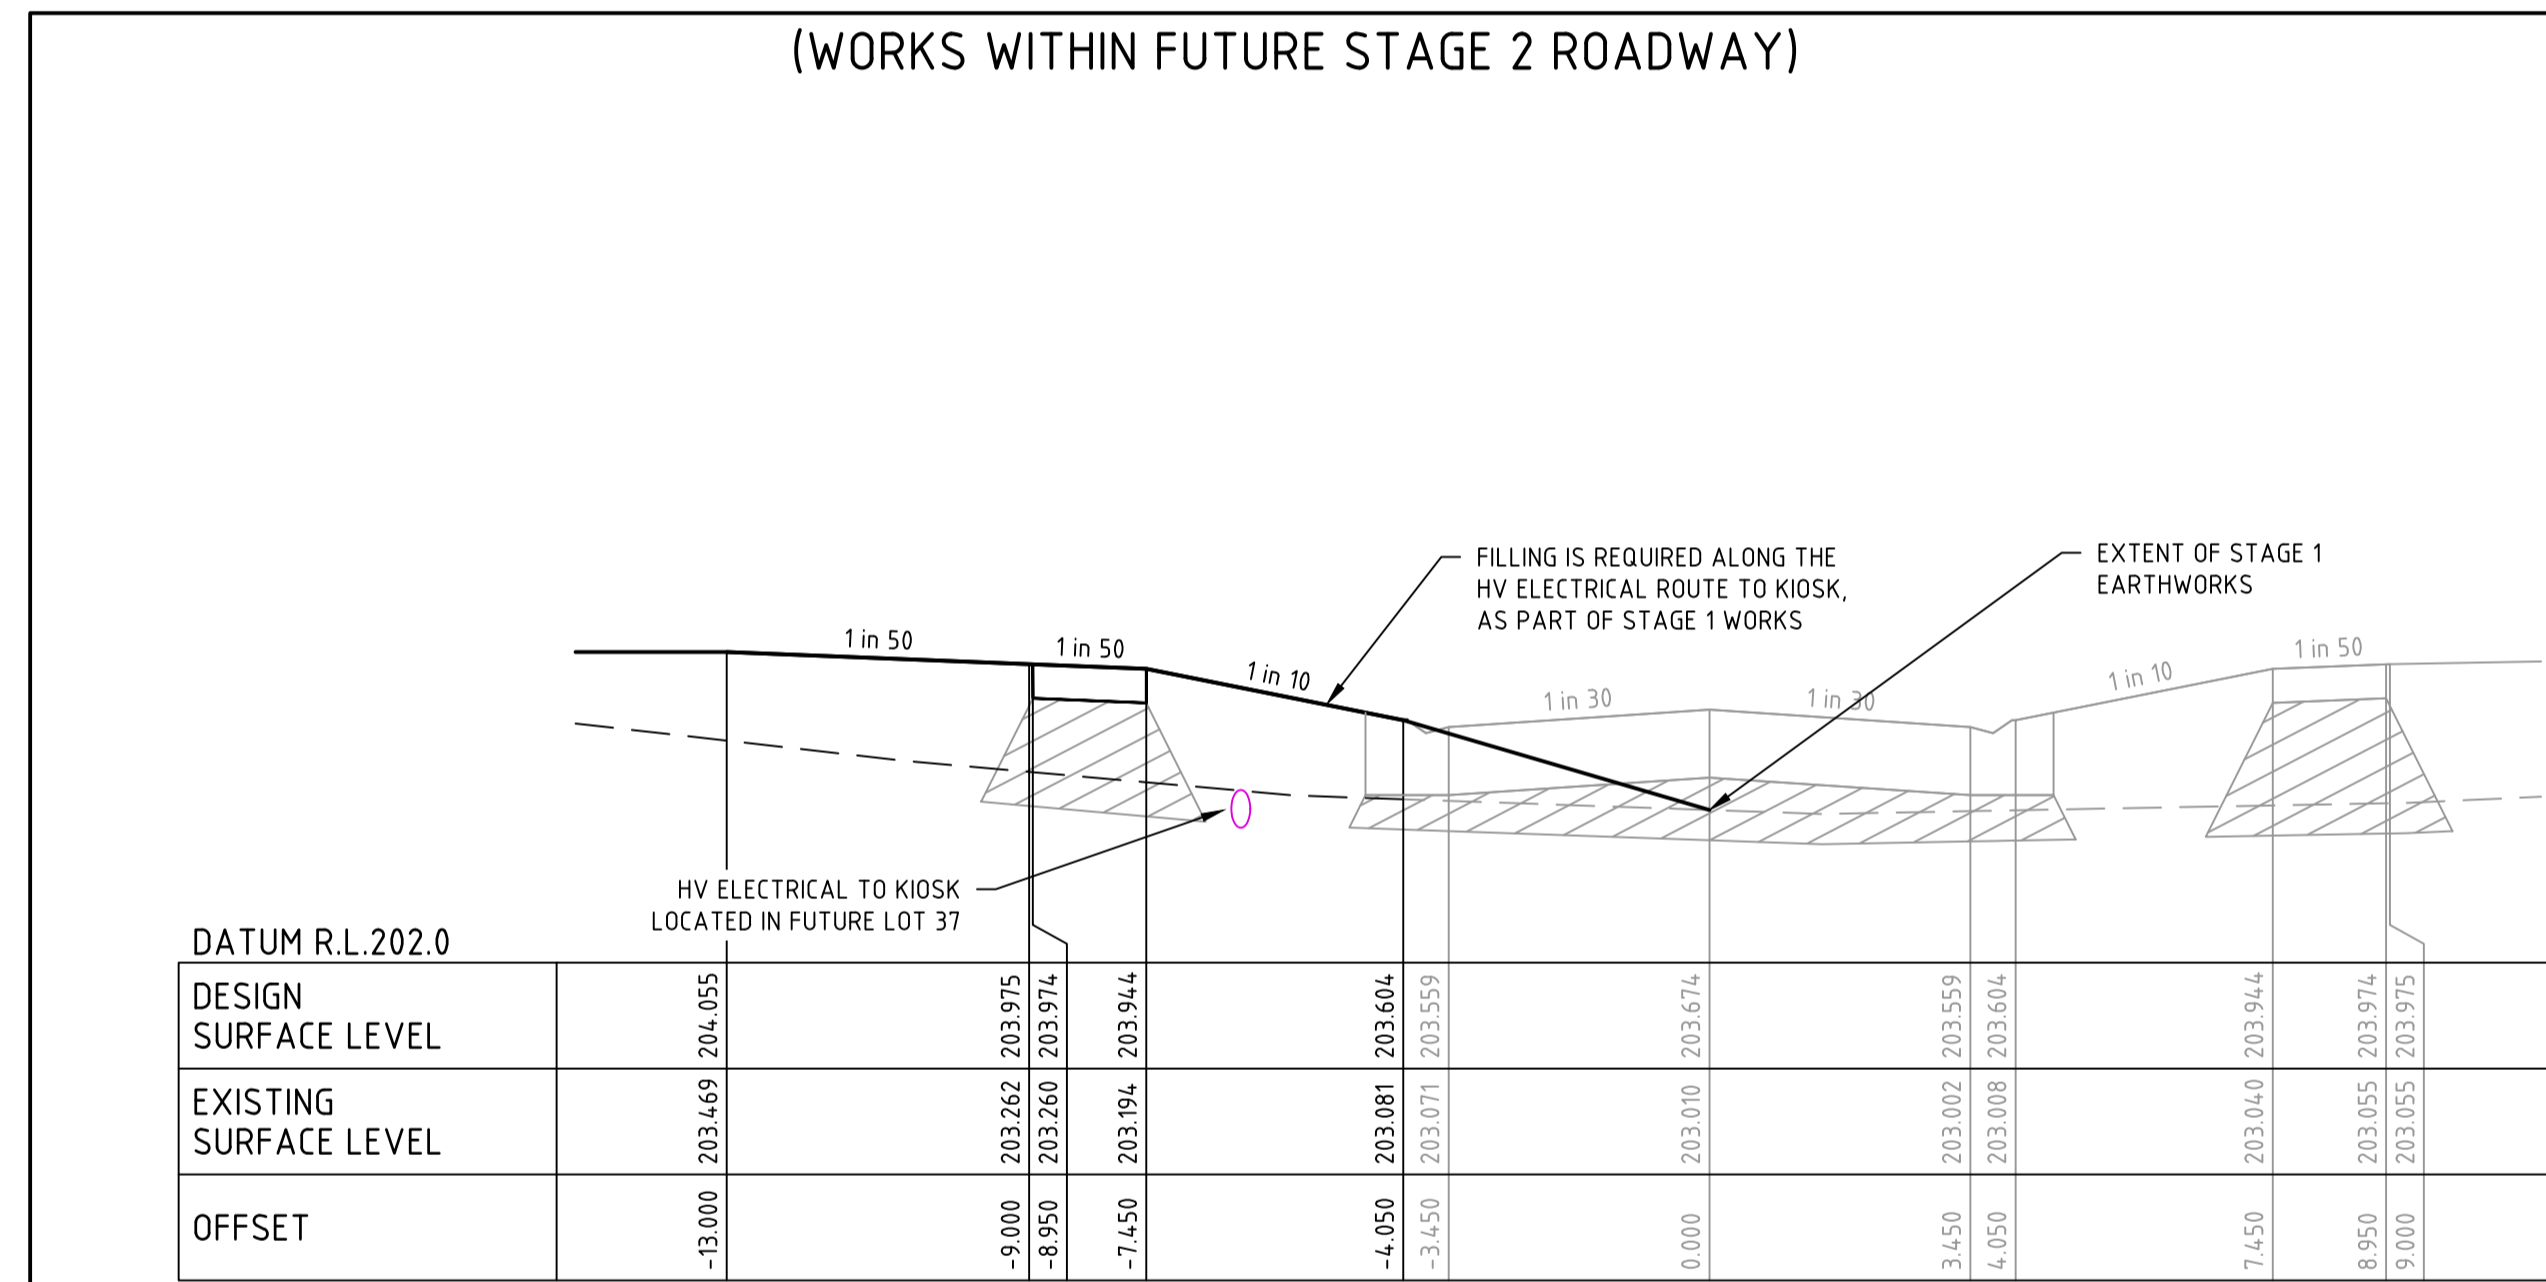 (WORKS WITHIN FUTURE STAGE 2 ROADWAY)
FILLING IS REQUIRED ALONG THE
HV ELECTRICAL ROUTE TO KIOSK,
AS PART OF STAGE 1 WORKS
EXTENT OF STAGE 1
EARTHWORKS
1 in 50
1 in 50
1 in 10
1 in 30
1 in 30
1 in 10
1 in 50
HV ELECTRICAL TO KIOSK
LOCATED IN FUTURE LOT 37
DATUM R.L.202.0
DESIGN
SURFACE LEVEL
204.055
203.975
203.974
203.944
203.604
203.559
203.674
203.559
203.604
203.944
203.974
203.975
EXISTING
SURFACE LEVEL
203.469
203.262
203.260
203.194
203.081
203.071
203.010
203.002
203.008
203.040
203.055
203.055
OFFSET
-13.000
-9.000
-8.950
-7.450
-4.050
-3.450
0.000
3.450
4.050
7.450
8.950
9.000